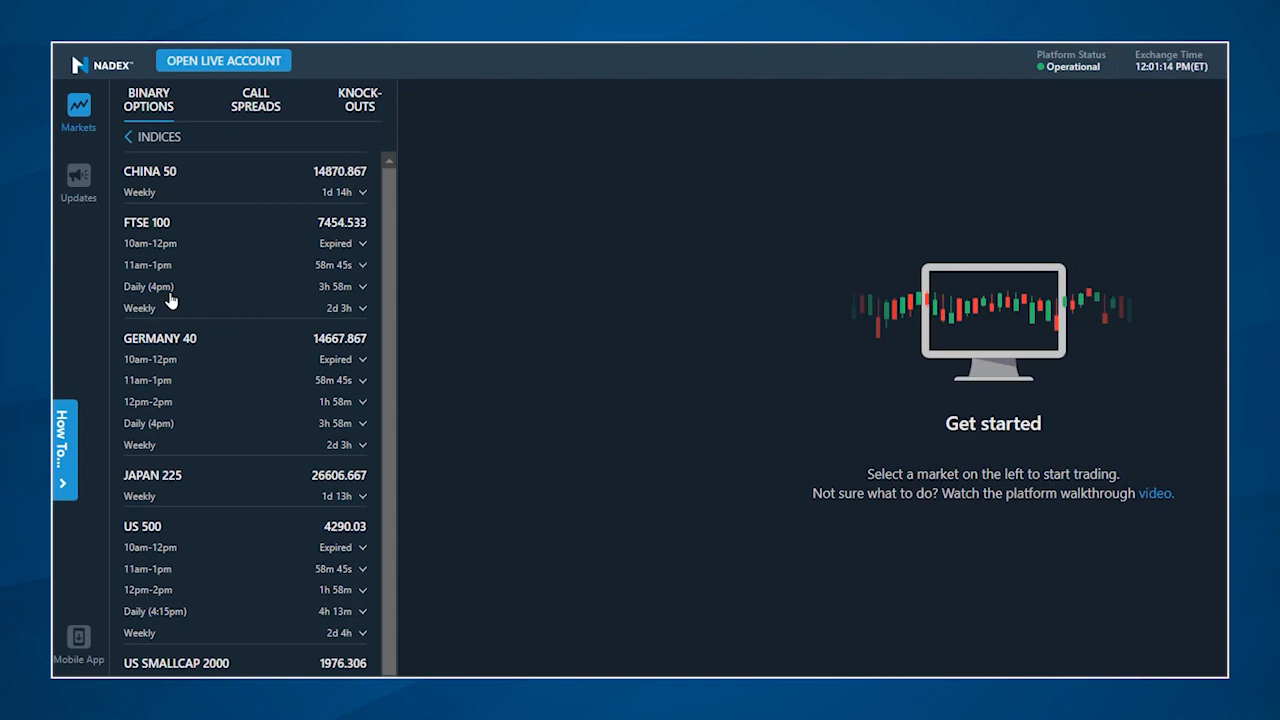 NADEX
OPEN LIVE ACCOUNT
Platform Status
Operational
Exchange Time
12:01:14 PM(ET)
Markets
Updates
How To...
Mobile App
BINARY OPTIONS
CALL SPREADS
KNOCK-OUTS
INDICES
CHINA 50 14870.867
Weekly 1d 14h
FTSE 100 7454.533
10am-12pm Expired
11am-1pm 58m 45s
Daily (4pm) 3h 58m
Weekly 2d 3h
GERMANY 40 14667.867
10am-12pm Expired
11am-1pm 58m 45s
12pm-2pm 1h 58m
Daily (4pm) 3h 58m
Weekly 2d 3h
JAPAN 225 26606.667
Weekly 1d 13h
US 500 4290.03
10am-12pm Expired
11am-1pm 58m 45s
12pm-2pm 1h 58m
Daily (4:15pm) 4h 13m
Weekly 2d 4h
US SMALLCAP 2000 1976.306
Get started
Select a market on the left to start trading.
Not sure what to do? Watch the platform walkthrough video.